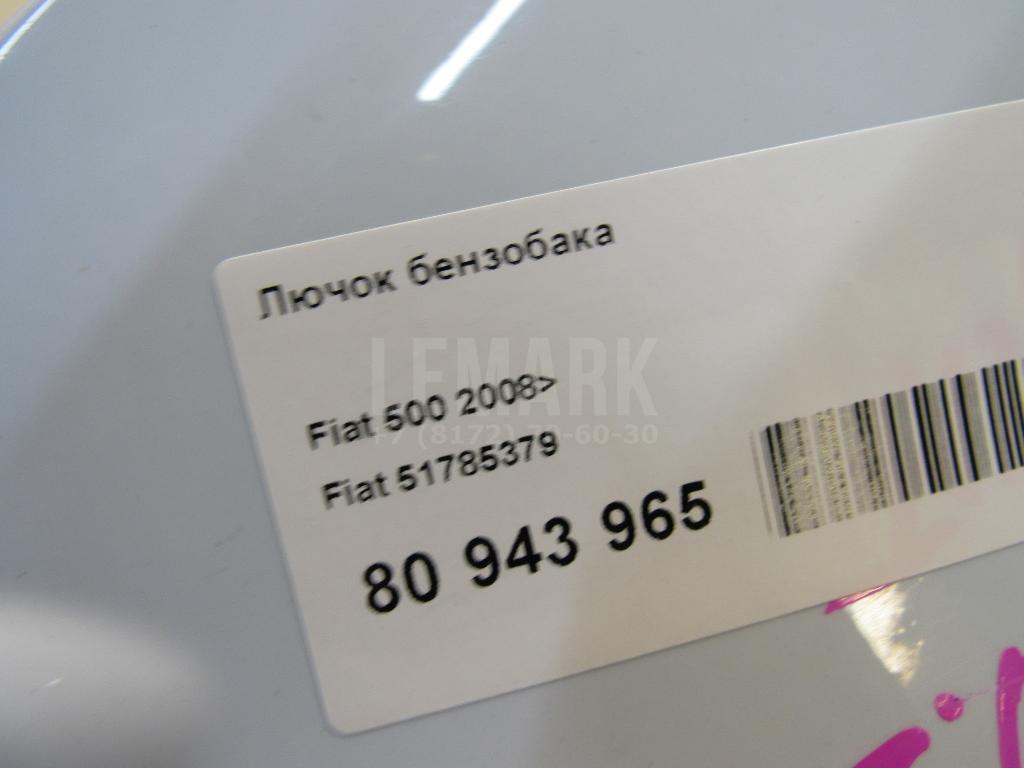 Лючок бензобака
LEMARK
Fiat 500 2008>
Fiat 51785379
80 943 965